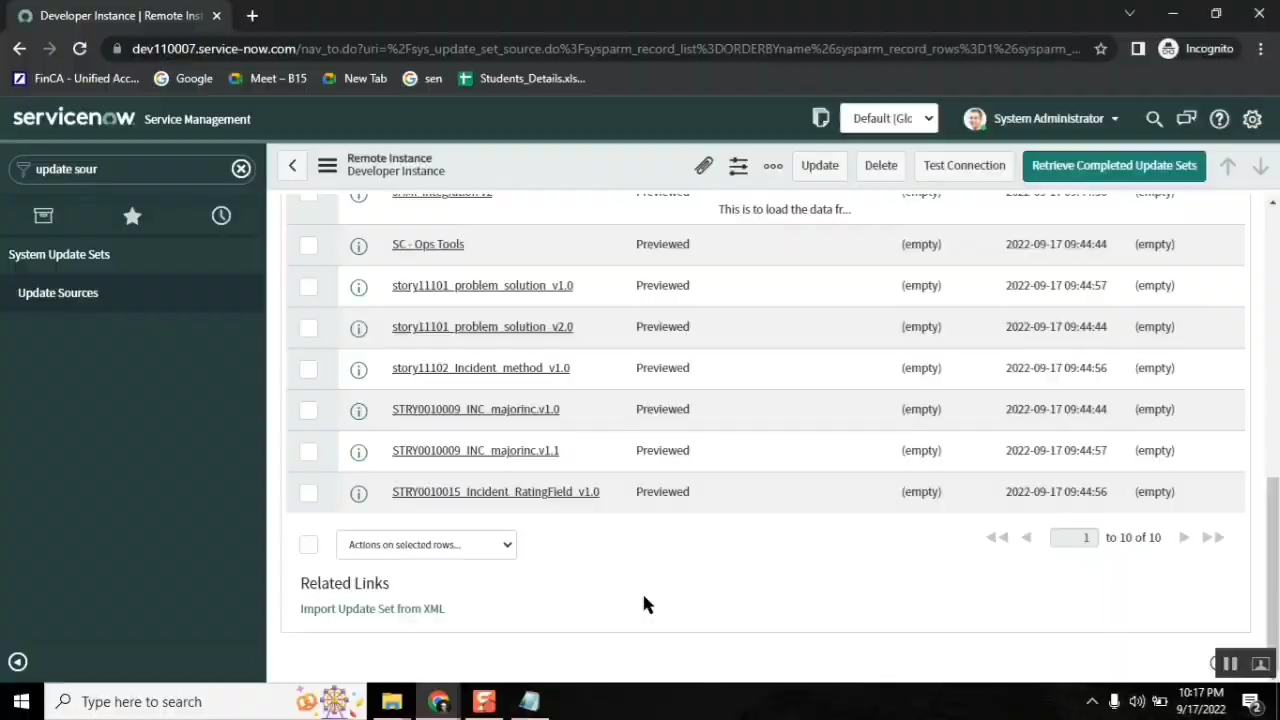 Developer Instance | Remote Inst
dev110007.service-now.com/nav_to.do?uri=%2Fsys_update_set_source.do%3Fsysparm_record_list%3DORDERBYname%26sysparm_record_rows%3D1%26sysparm_...
Incognito
FinCA - Unified Acc... Google Meet – B15 New Tab sen Students_Details.xls...
servicenow Service Management
Default [Glo
System Administrator
update sour
Remote Instance
Developer Instance
Update Delete Test Connection Retrieve Completed Update Sets
System Update Sets
Update Sources
This is to load the data fr...
SC - Ops Tools Previewed (empty) 2022-09-17 09:44:44 (empty)
story11101_problem_solution_v1.0 Previewed (empty) 2022-09-17 09:44:57 (empty)
story11101_problem_solution_v2.0 Previewed (empty) 2022-09-17 09:44:44 (empty)
story11102_Incident_method_v1.0 Previewed (empty) 2022-09-17 09:44:56 (empty)
STRY0010009_INC_majorinc.v1.0 Previewed (empty) 2022-09-17 09:44:44 (empty)
STRY0010009_INC_majorinc.v1.1 Previewed (empty) 2022-09-17 09:44:57 (empty)
STRY0010015_Incident_RatingField_v1.0 Previewed (empty) 2022-09-17 09:44:56 (empty)
Actions on selected rows...
1 to 10 of 10
Related Links
Import Update Set from XML
Type here to search
10:17 PM
9/17/2022
2